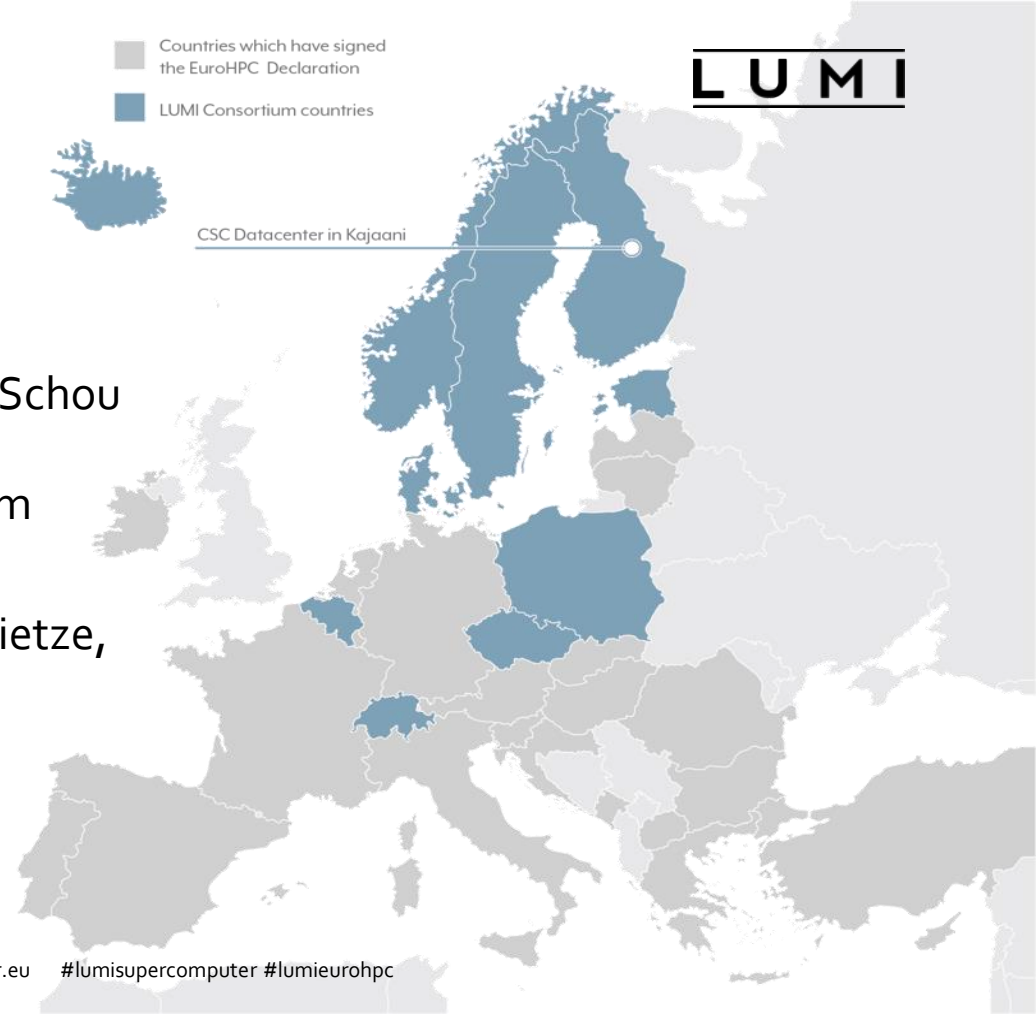 Countries which have signed
the EuroHPC Declaration
LUMI Consortium countries
LUMI
CSC Datacenter in Kajaani
Schou
m
ietze,
r.eu #lumisupercomputer #lumieurohpc